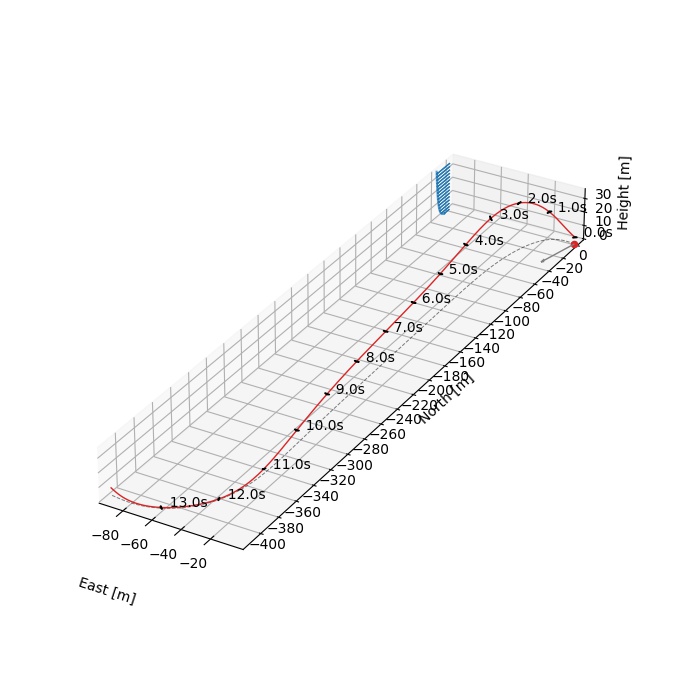 Height [m]
30
20
10
0
2.0s
1.0s
3.0s
0.0s
4.0s
0
−20
5.0s
−40
−60
6.0s
−80
−100
7.0s
−120
−140
8.0s
−160
−180
9.0s
−200
North [m]
−220
10.0s
−240
−260
11.0s
−280
−300
12.0s
−320
13.0s
−340
−360
−380
−400
−80
−60
−40
−20
East [m]